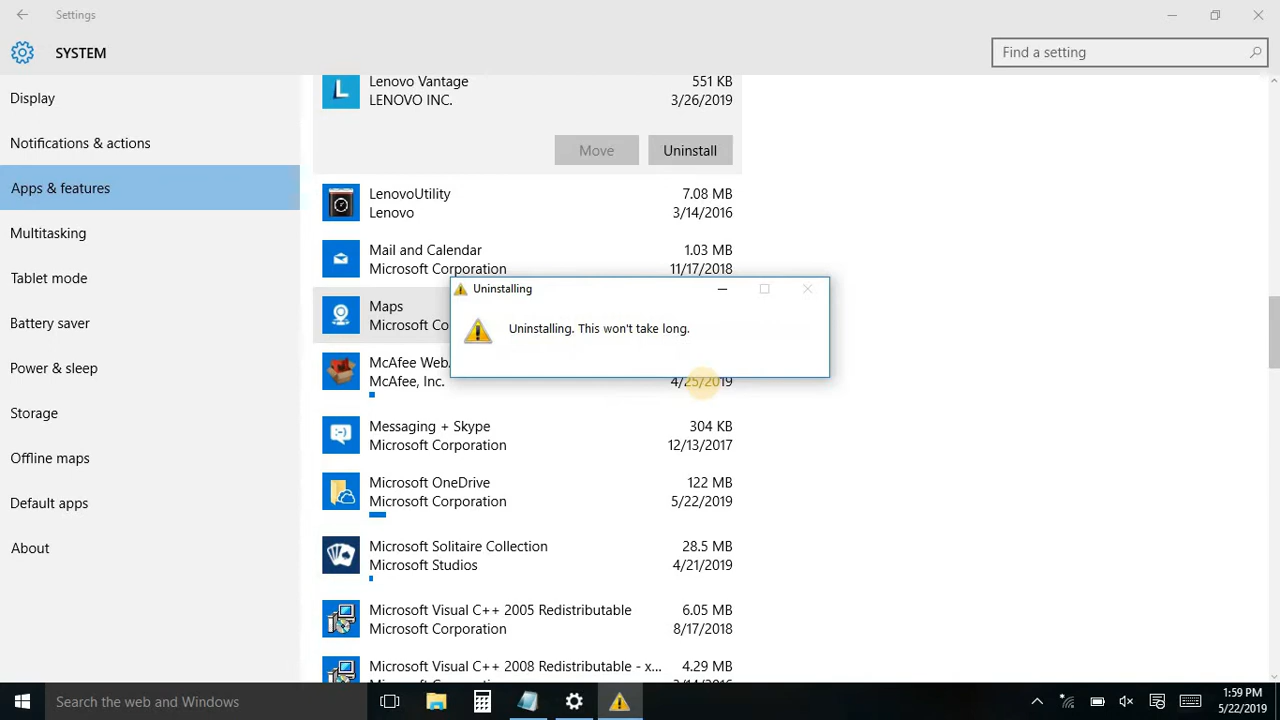 Settings
SYSTEM
Find a setting
Display
Notifications & actions
Apps & features
Multitasking
Tablet mode
Battery saver
Power & sleep
Storage
Offline maps
Default apps
About
Lenovo Vantage 551 KB
LENOVO INC. 3/26/2019
Move Uninstall
LenovoUtility 7.08 MB
Lenovo 3/14/2016
Mail and Calendar 1.03 MB
Microsoft Corporation 11/17/2018
Maps
Microsoft Co
Uninstalling
Uninstalling. This won't take long.
McAfee Web
McAfee, Inc. 4/25/2019
Messaging + Skype 304 KB
Microsoft Corporation 12/13/2017
Microsoft OneDrive 122 MB
Microsoft Corporation 5/22/2019
Microsoft Solitaire Collection 28.5 MB
Microsoft Studios 4/21/2019
Microsoft Visual C++ 2005 Redistributable 6.05 MB
Microsoft Corporation 8/17/2018
Microsoft Visual C++ 2008 Redistributable - x... 4.29 MB
Search the web and Windows
1:59 PM
5/22/2019